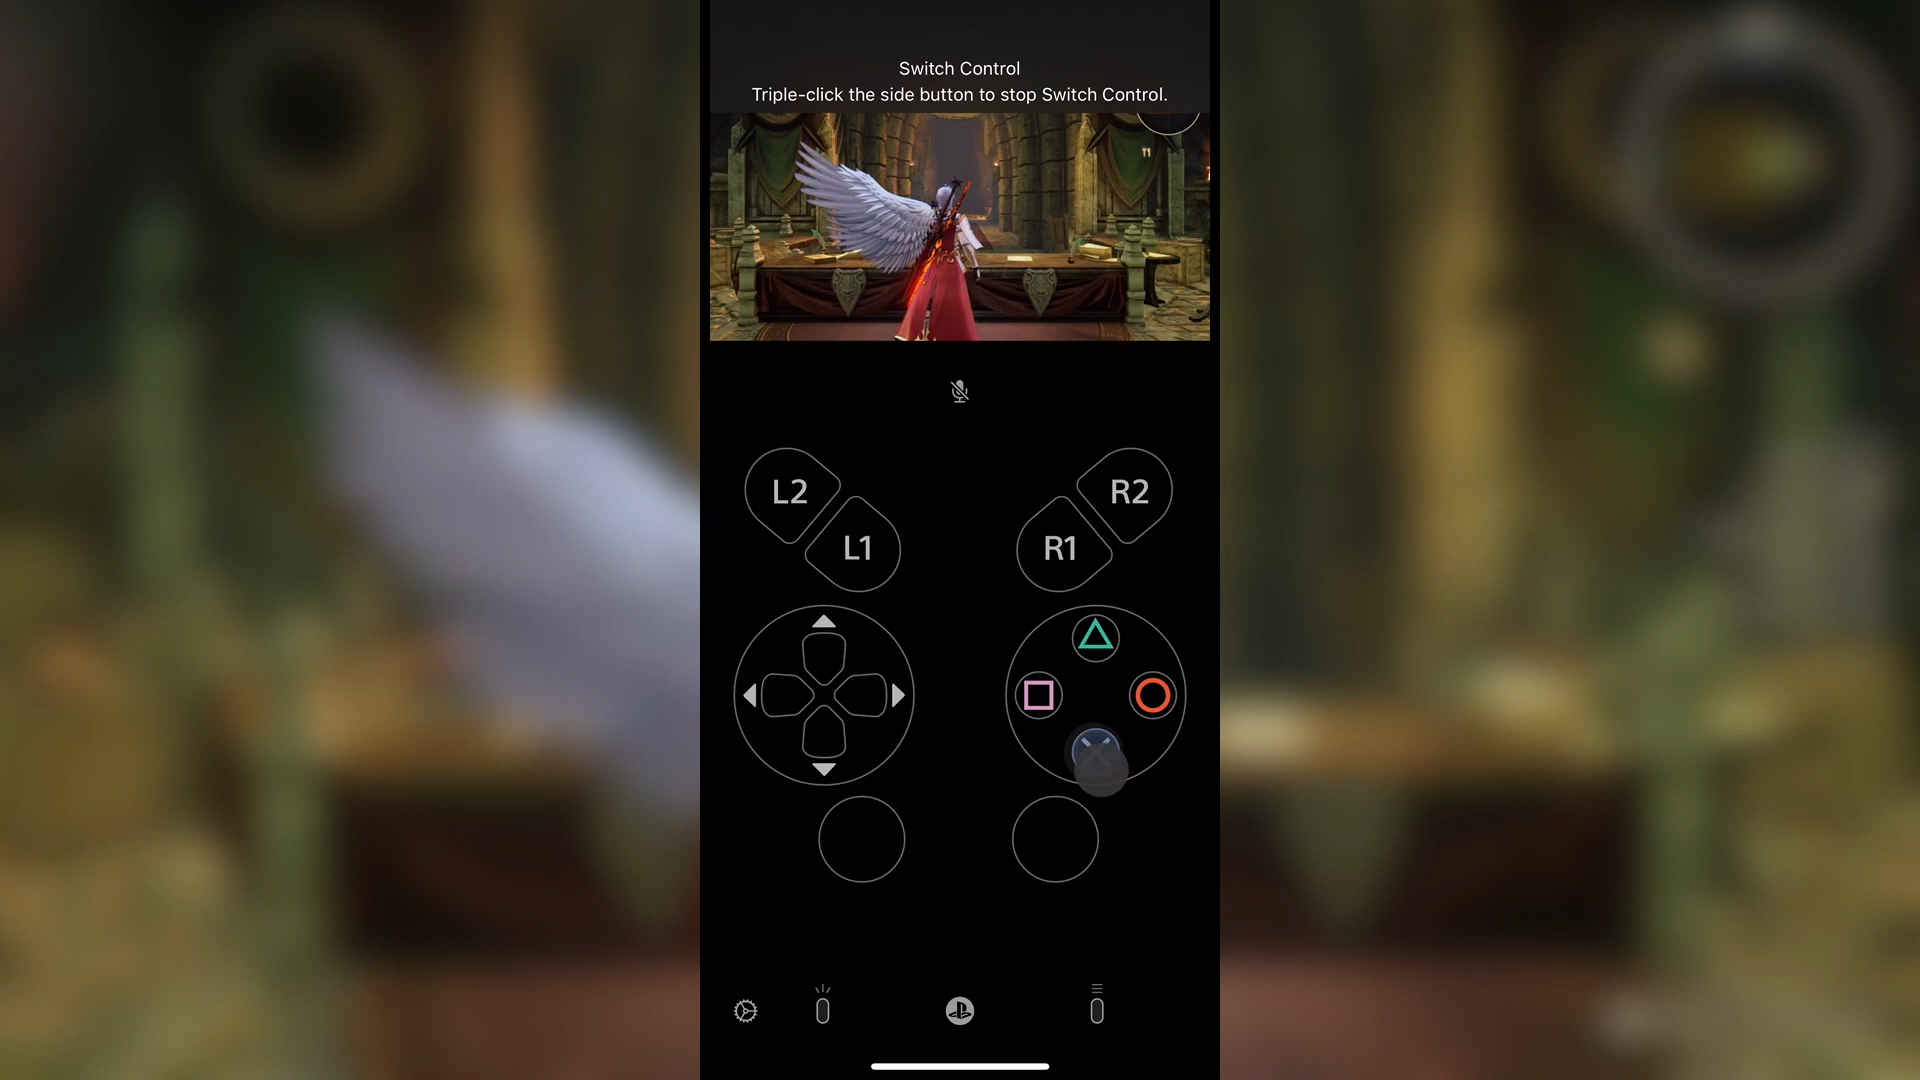 Switch Control
Triple-click the side button to stop Switch Control.
L2
R2
L1
R1